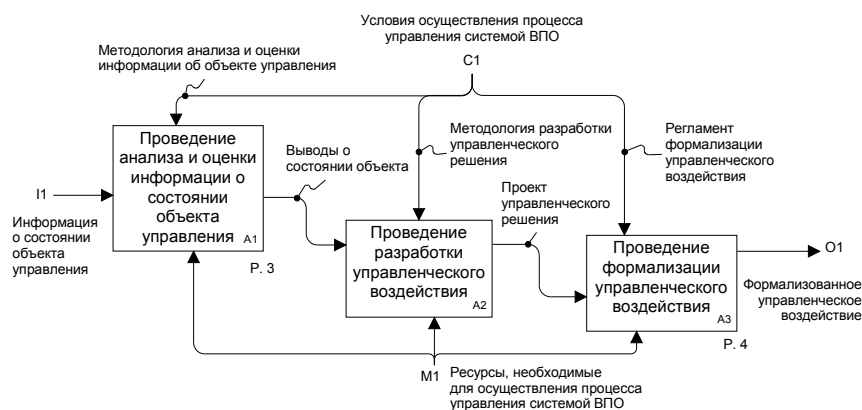 Условия осуществления процесса
управления системой ВПО
C1
Методология анализа и оценки
информации об объекте управления
Проведение
анализа и оценки
информации о
состоянии
объекта
управления
A1
P. 3
I1
Информация
о состоянии
объекта
управления
Выводы о
состоянии объекта
Методология разработки
управленческого
решения
Регламент
формализации
управленческого
воздействия
Проведение
разработки
управленческого
воздействия
A2
Проект
управленческого
решения
Проведение
формализации
управленческого
воздействия
A3
P. 4
O1
Формализованное
управленческое
воздействие
M1
Ресурсы, необходимые
для осуществления процесса
управления системой ВПО